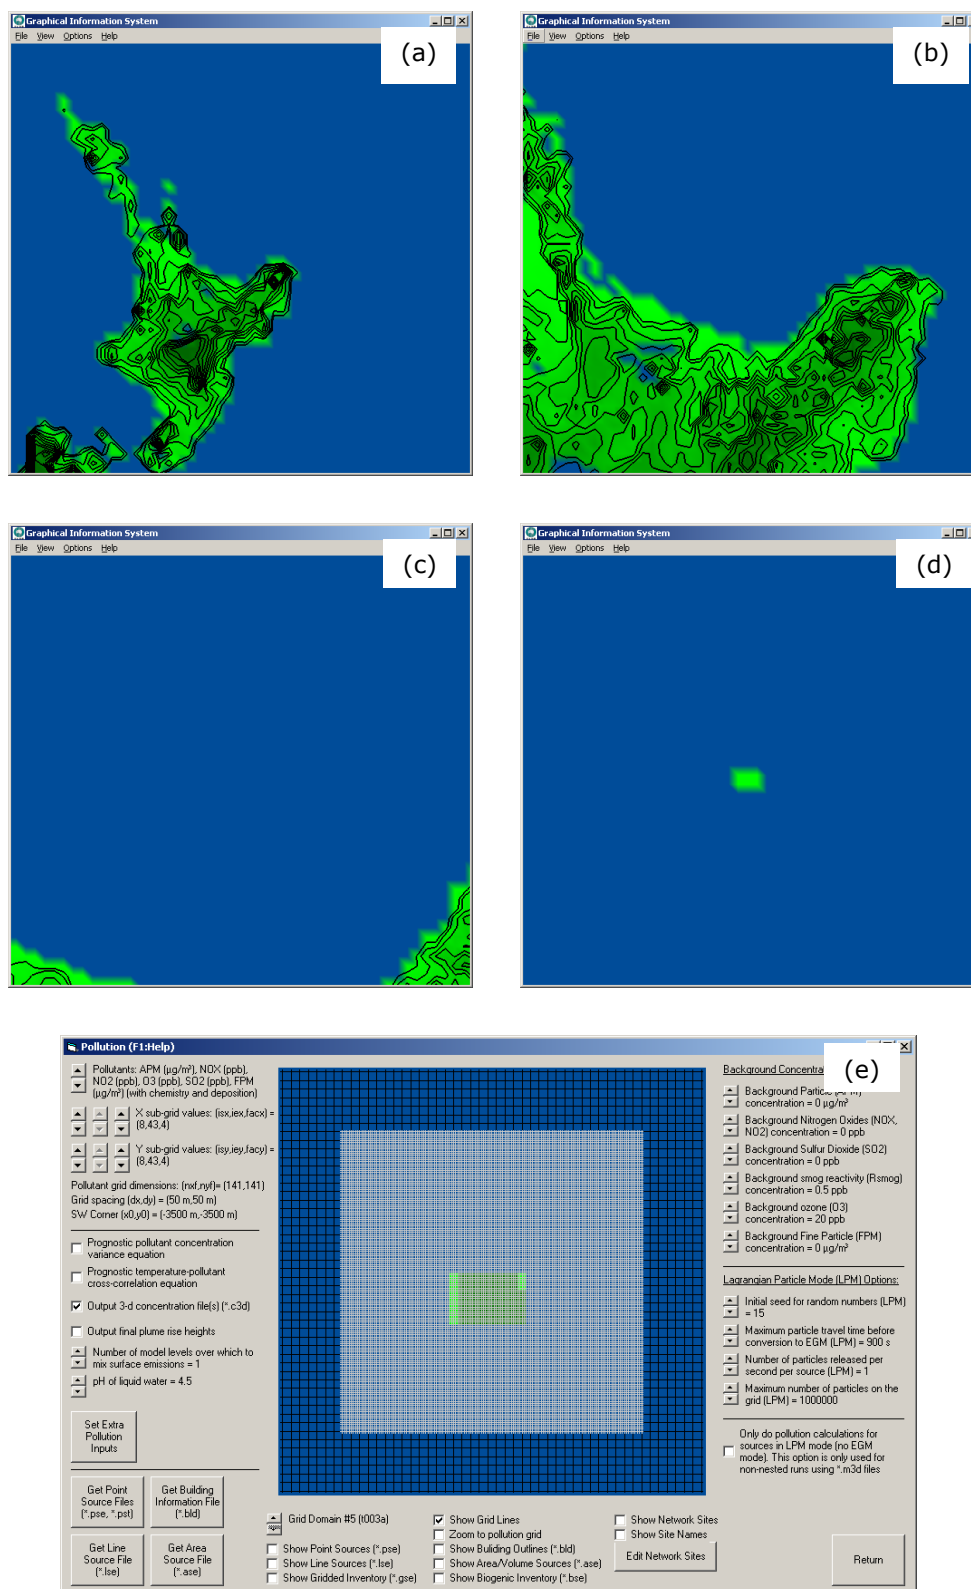 Graphical Information System
File View Options Help
(a)
Graphical Information System
File View Options Help
(b)
Graphical Information System
File View Options Help
(c)
Graphical Information System
File View Options Help
(d)
Pollution (F1:Help)
(e)
Pollutants: APM (µg/m³), NOX (ppb),
NO2 (ppb), O3 (ppb), SO2 (ppb), FPM
(µg/m³) (with chemistry and deposition)
X sub-grid values: (isx,iex,facx) =
(8,43,4)
Y sub-grid values: (isy,iey,facy) =
(8,43,4)
Pollutant grid dimensions: (nxf,nyf)= (141,141)
Grid spacing (dx,dy) = (50 m,50 m)
SW Corner (x0,y0) = (-3500 m,-3500 m)
Prognostic pollutant concentration
variance equation
Prognostic temperature-pollutant
cross-correlation equation
Output 3-d concentration file(s) (*.c3d)
Output final plume rise heights
Number of model levels over which to
mix surface emissions = 1
pH of liquid water = 4.5
Set Extra
Pollution
Inputs
Get Point
Source Files
(*.pse, *.pst)
Get Building
Information File
(*.bld)
Get Line
Source File
(*.lse)
Get Area
Source File
(*.ase)
Grid Domain #5 (t003a)
Show Point Sources (*.pse)
Show Line Sources (*.lse)
Show Gridded Inventory (*.gse)
Show Grid Lines
Zoom to pollution grid
Show Buliding Outlines (*.bld)
Show Area/Volume Sources (*.ase)
Show Biogenic Inventory (*.bse)
Show Network Sites
Show Site Names
Edit Network Sites
Background Concentrat
Background Particle (APM)
concentration = 0 µg/m³
Background Nitrogen Oxides (NOX,
NO2) concentration = 0 ppb
Background Sulfur Dioxide (SO2)
concentration = 0 ppb
Background smog reactivity (Rsmog)
concentration = 0.5 ppb
Background ozone (O3)
concentration = 20 ppb
Background Fine Particle (FPM)
concentration = 0 µg/m³
Lagrangian Particle Mode (LPM) Options:
Initial seed for random numbers (LPM)
= 15
Maximum particle travel time before
conversion to EGM (LPM) = 900 s
Number of particles released per
second per source (LPM) = 1
Maximum number of particles on the
grid (LPM) = 1000000
Only do pollution calculations for
sources in LPM mode (no EGM
mode). This option is only used for
non-nested runs using *.m3d files
Return